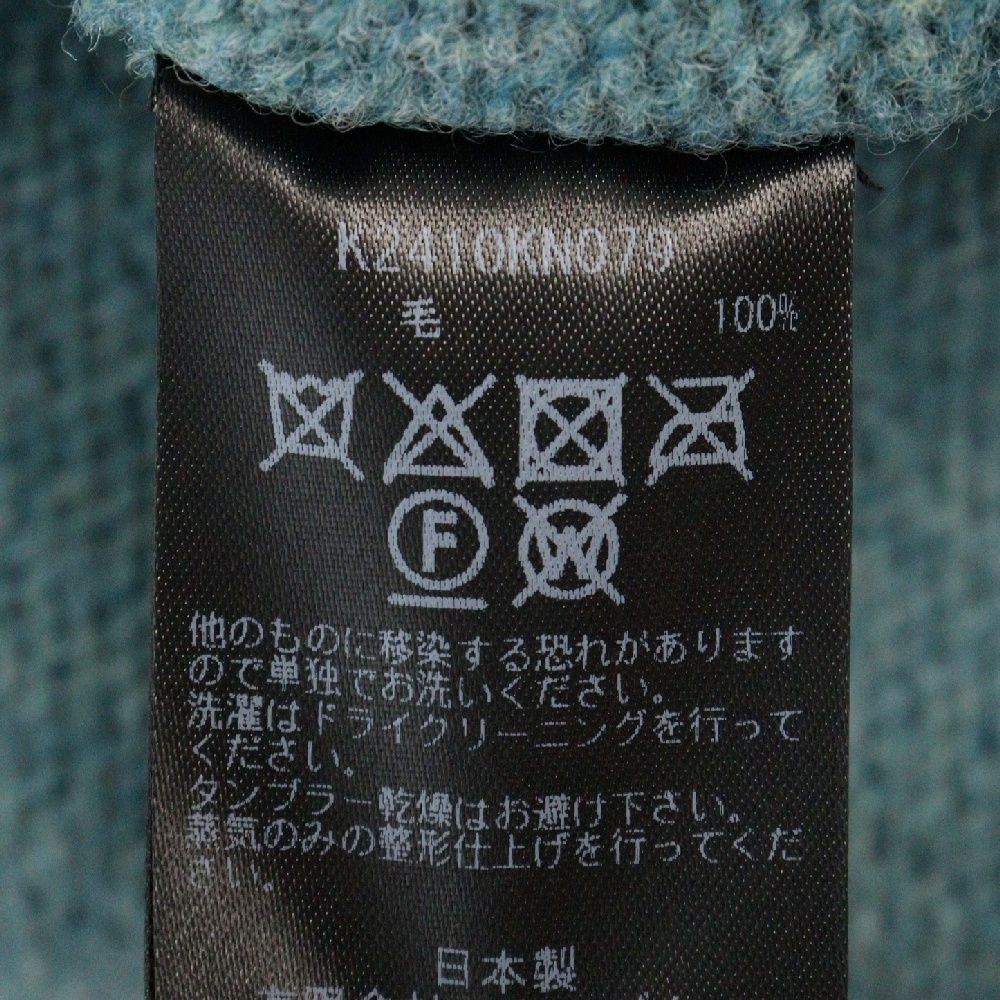 K2410KN079
毛 100%
F W
他のものに移染する恐れがあります
ので単独でお洗いください。
洗濯はドライクリーニングを行って
ください。
タンブラー乾燥はお避け下さい。
蒸気のみの整形仕上げを行ってくだ
さい。
日本製